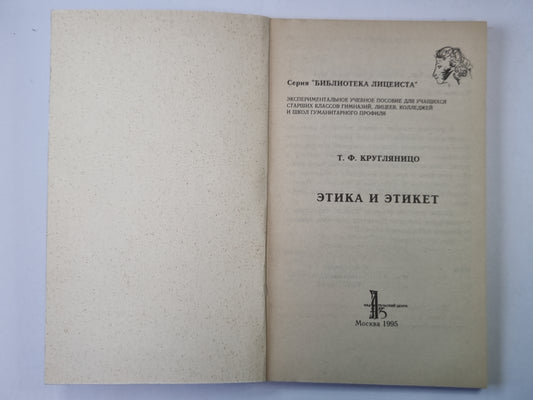 Серия "БИБЛИОТЕКА ЛИЦЕИСТА"
ЭКСПЕРИМЕНТАЛЬНОЕ УЧЕБНОЕ ПОСОБИЕ ДЛЯ УЧАЩИХСЯ
СТАРШИХ КЛАССОВ ГИМНАЗИЙ, ЛИЦЕЕВ, КОЛЛЕДЖЕЙ
И ШКОЛ ГУМАНИТАРНОГО ПРОФИЛЯ
Т. Ф. КРУГЛЯНИЦО
ЭТИКА И ЭТИКЕТ
ЦЕНТР
Москва 1995